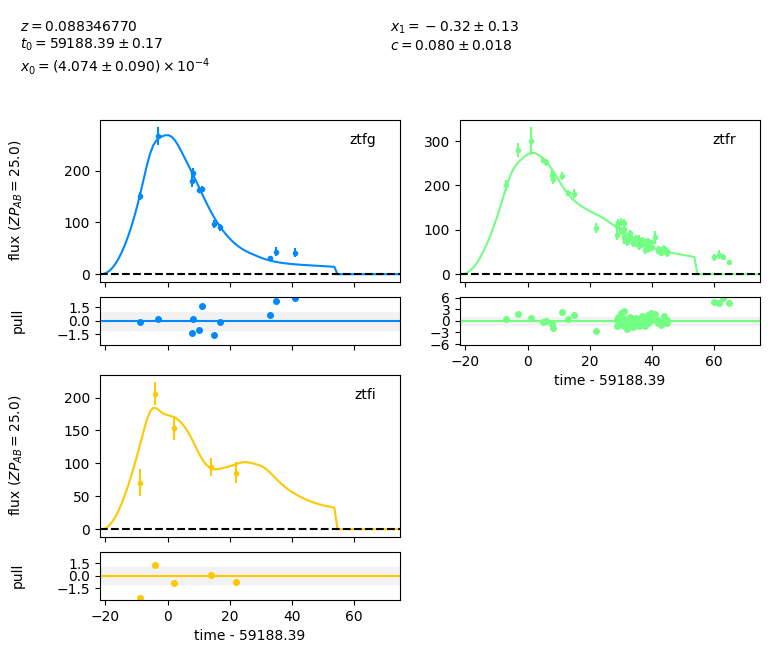 z = 0.088346770
t₀ = 59188.39 ± 0.17
x₀ = (4.074 ± 0.090) × 10⁻⁴
x₁ = −0.32 ± 0.13
c = 0.080 ± 0.018
flux (ZP_AB = 25.0)
200
100
0
ztfg
300
200
100
0
ztfr
pull
1.5
0.0
−1.5
6
3
0
−3
−6
−20 0 20 40 60
time - 59188.39
flux (ZP_AB = 25.0)
200
150
100
50
0
ztfi
pull
1.5
0.0
−1.5
−20 0 20 40 60
time - 59188.39